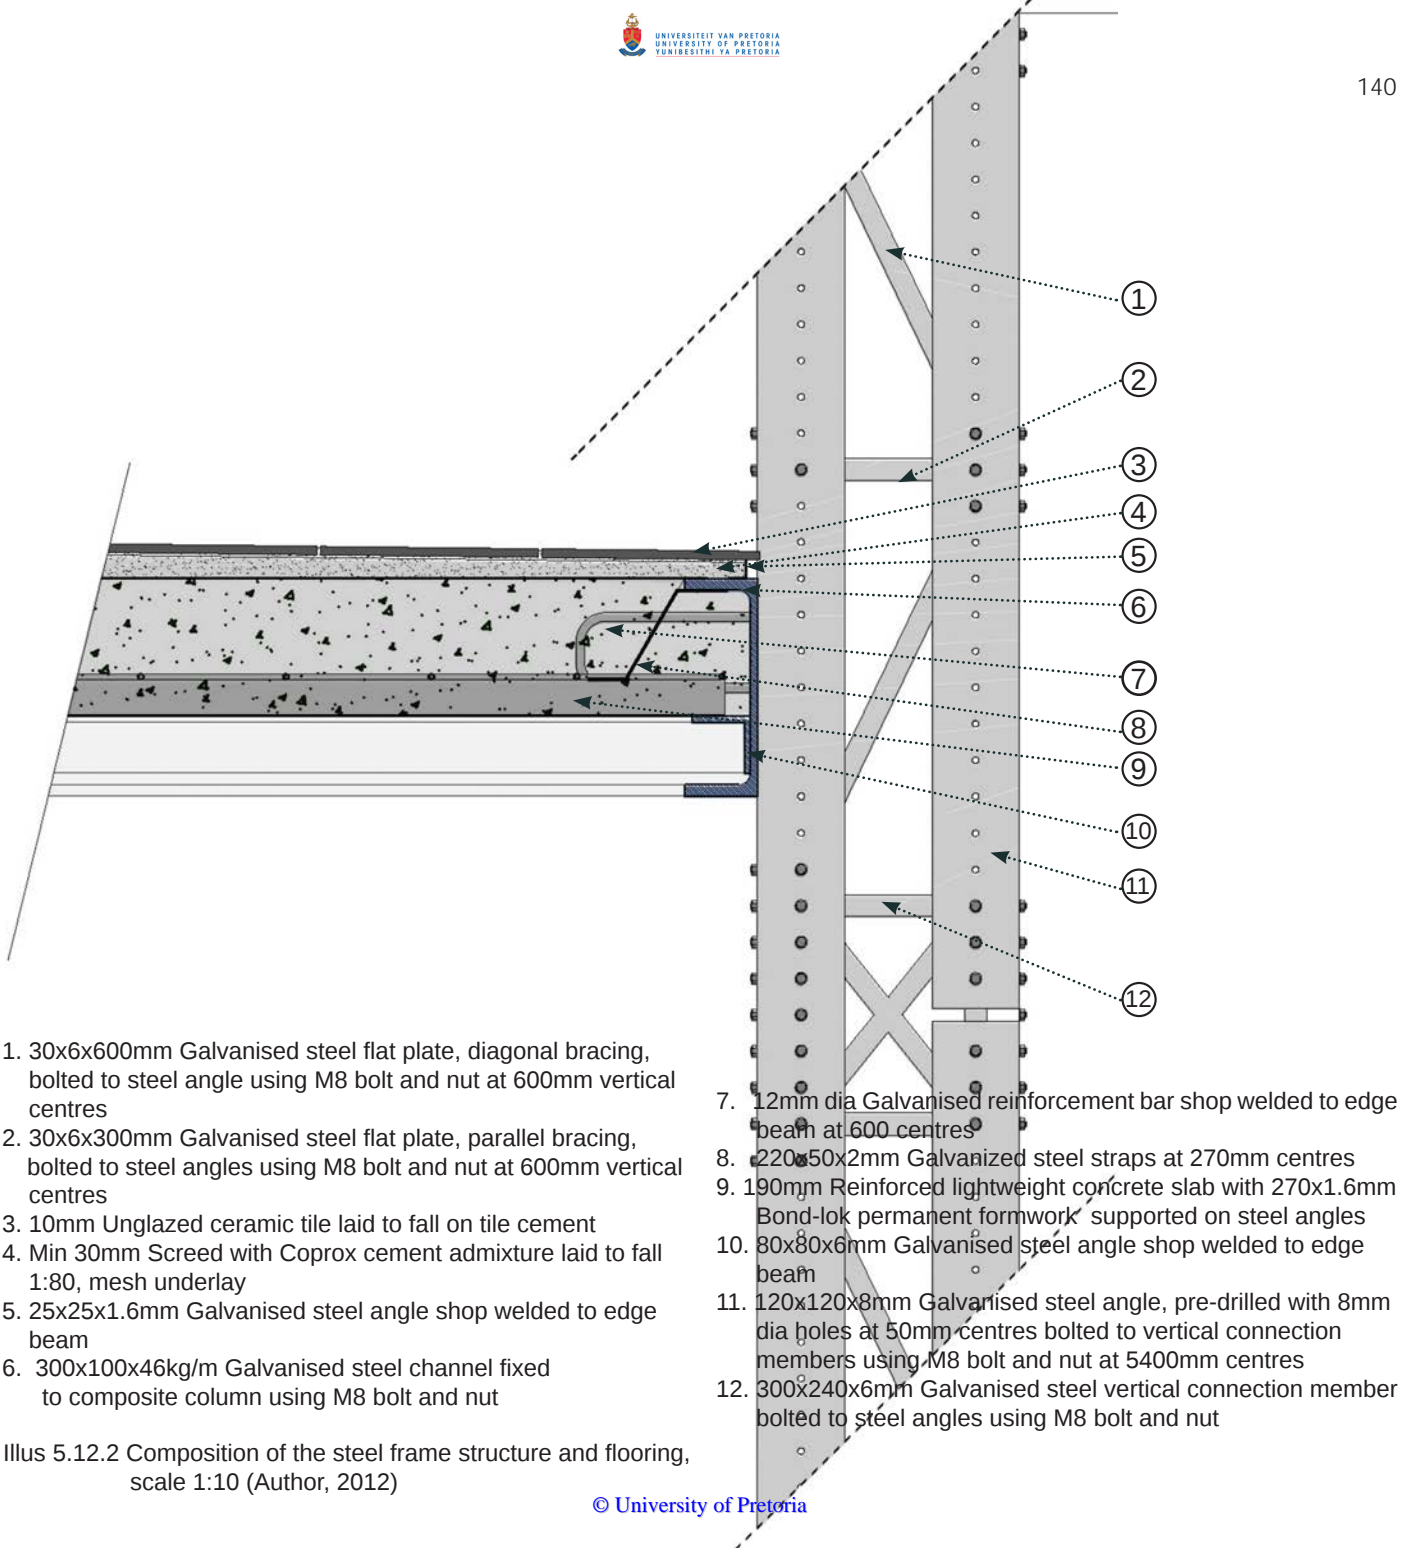 UNIVERSITEIT VAN PRETORIA
UNIVERSITY OF PRETORIA
YUNIBESITHI YA PRETORIA
140
1
2
3
4
5
6
7
8
9
10
11
12
1. 30x6x600mm Galvanised steel flat plate, diagonal bracing,
bolted to steel angle using M8 bolt and nut at 600mm vertical
centres
2. 30x6x300mm Galvanised steel flat plate, parallel bracing,
bolted to steel angles using M8 bolt and nut at 600mm vertical
centres
3. 10mm Unglazed ceramic tile laid to fall on tile cement
4. Min 30mm Screed with Coprox cement admixture laid to fall
1:80, mesh underlay
5. 25x25x1.6mm Galvanised steel angle shop welded to edge
beam
6. 300x100x46kg/m Galvanised steel channel fixed
to composite column using M8 bolt and nut
7. 12mm dia Galvanised reinforcement bar shop welded to edge
beam at 600 centres
8. 220x50x2mm Galvanized steel straps at 270mm centres
9. 190mm Reinforced lightweight concrete slab with 270x1.6mm
Bond-lok permanent formwork supported on steel angles
10. 80x80x6mm Galvanised steel angle shop welded to edge
beam
11. 120x120x8mm Galvanised steel angle, pre-drilled with 8mm
dia holes at 50mm centres bolted to vertical connection
members using M8 bolt and nut at 5400mm centres
12. 300x240x6mm Galvanised steel vertical connection member
bolted to steel angles using M8 bolt and nut
Illus 5.12.2 Composition of the steel frame structure and flooring,
scale 1:10 (Author, 2012)
© University of Pretoria